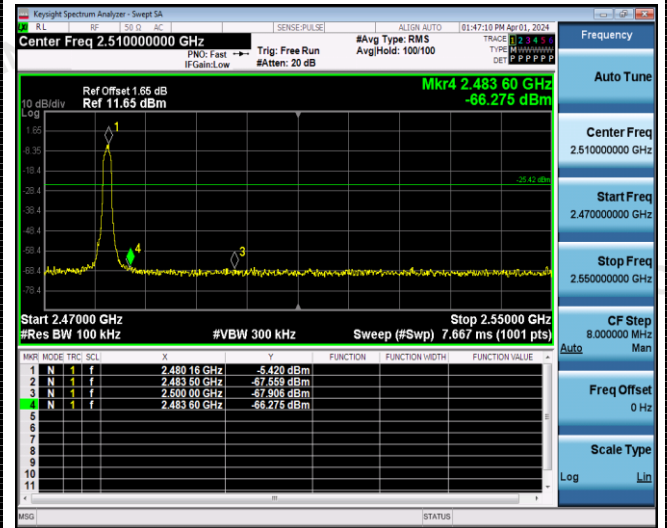 Keysight Spectrum Analyzer - Swept SA
RL RF 50 Ω AC SENSE:PULSE ALIGN AUTO 01:47:10 PM Apr 01, 2024
Center Freq 2.510000000 GHz
PNO: Fast
IFGain:Low
Trig: Free Run
#Atten: 20 dB
#Avg Type: RMS
Avg|Hold: 100/100
TRACE 1 2 3 4 5 6
TYPE M W W W W W
DET P P P P P P
Mkr4 2.483 60 GHz
-66.275 dBm
Ref Offset 1.65 dB
10 dB/div Ref 11.65 dBm
Log
1.65
-8.35
-18.4
-28.4
-38.4
-48.4
-58.4
-68.4
-78.4
1
4
3
-25.42 dBm
Start 2.47000 GHz Stop 2.55000 GHz
#Res BW 100 kHz #VBW 300 kHz Sweep (#Swp) 7.667 ms (1001 pts)
MKR MODE TRC SCL X Y FUNCTION FUNCTION WIDTH FUNCTION VALUE
1 N 1 f 2.480 16 GHz -5.420 dBm
2 N 1 f 2.483 50 GHz -67.559 dBm
3 N 1 f 2.500 00 GHz -67.906 dBm
4 N 1 f 2.483 60 GHz -66.275 dBm
5
6
7
8
9
10
11
MSG STATUS
Frequency
Auto Tune
Center Freq
2.510000000 GHz
Start Freq
2.470000000 GHz
Stop Freq
2.550000000 GHz
CF Step
8.000000 MHz
Auto Man
Freq Offset
0 Hz
Scale Type
Log Lin